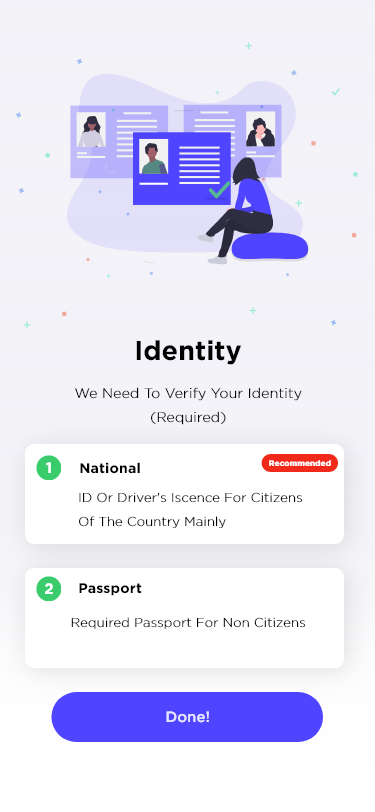 Identity
We Need To Verify Your Identity
(Required)
1 National Recommended
ID Or Driver's Iscence For Citizens
Of The Country Mainly
2 Passport
Required Passport For Non Citizens
Done!